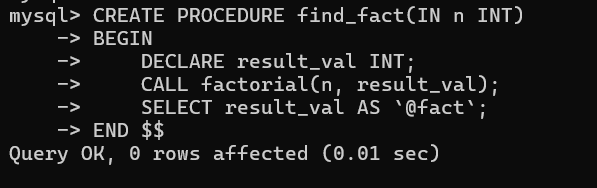 mysql> CREATE PROCEDURE find_fact(IN n INT)
    -> BEGIN
    ->     DECLARE result_val INT;
    ->     CALL factorial(n, result_val);
    ->     SELECT result_val AS `@fact`;
    -> END $$
Query OK, 0 rows affected (0.01 sec)